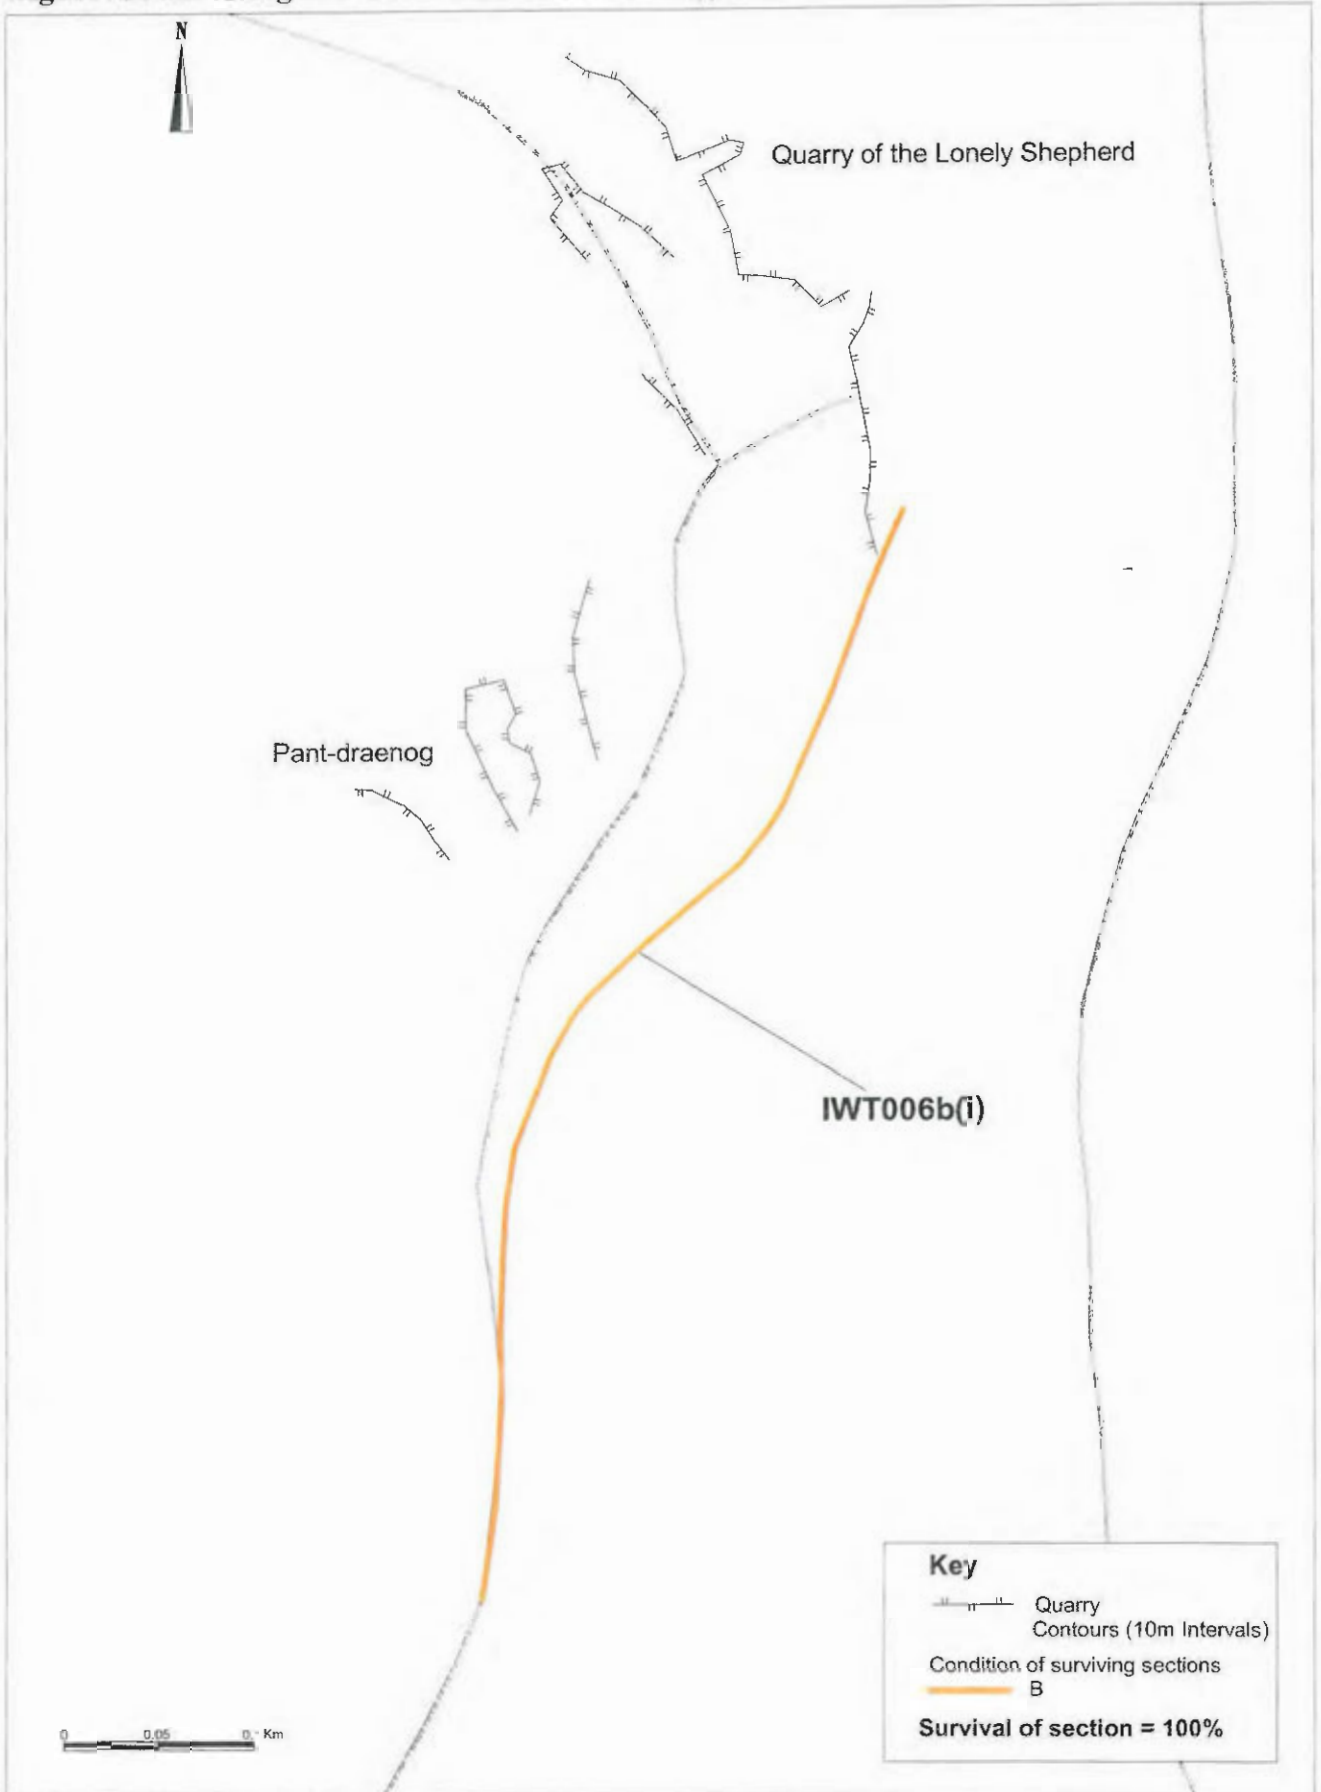 N
Quarry of the Lonely Shepherd
Pant-draenog
IWT006b(i)
Key
Quarry
Contours (10m Intervals)
Condition of surviving sections
B
Survival of section = 100%
0 0.05 Km